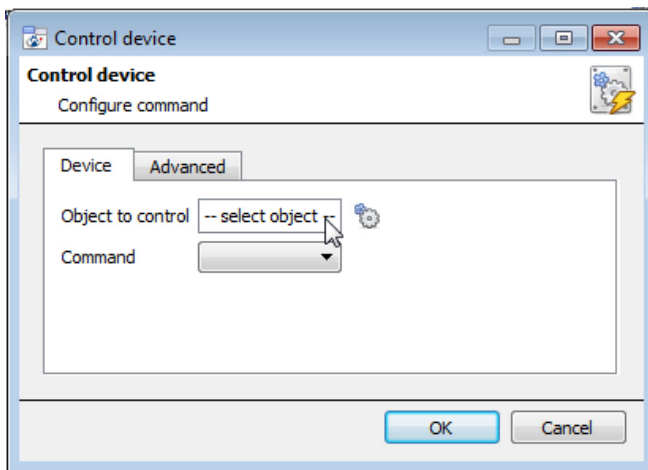 Control device
Control device
Configure command
Device
Advanced
Object to control
-- select object --
Command
OK
Cancel